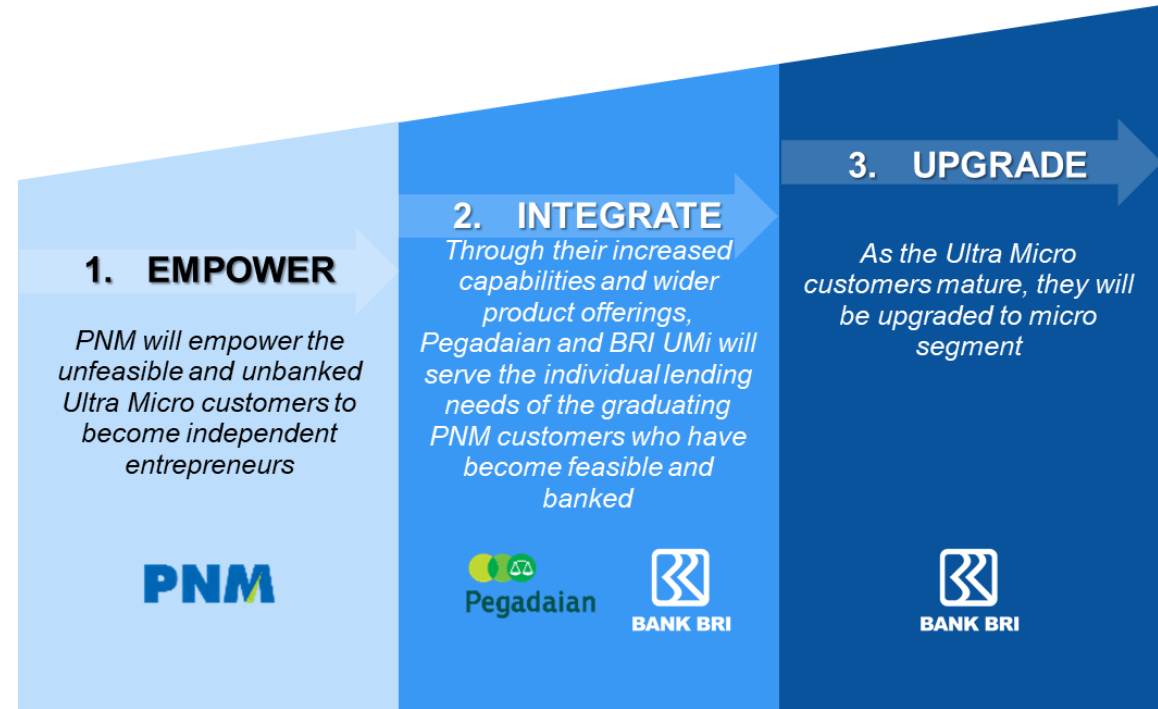 1. EMPOWER
PNM will empower the
unfeasible and unbanked
Ultra Micro customers to
become independent
entrepreneurs
PNM
2. INTEGRATE
Through their increased
capabilities and wider
product offerings,
Pegadaian and BRI UMi will
serve the individual lending
needs of the graduating
PNM customers who have
become feasible and
banked
Pegadaian
BANK BRI
3. UPGRADE
As the Ultra Micro
customers mature, they will
be upgraded to micro
segment
BANK BRI